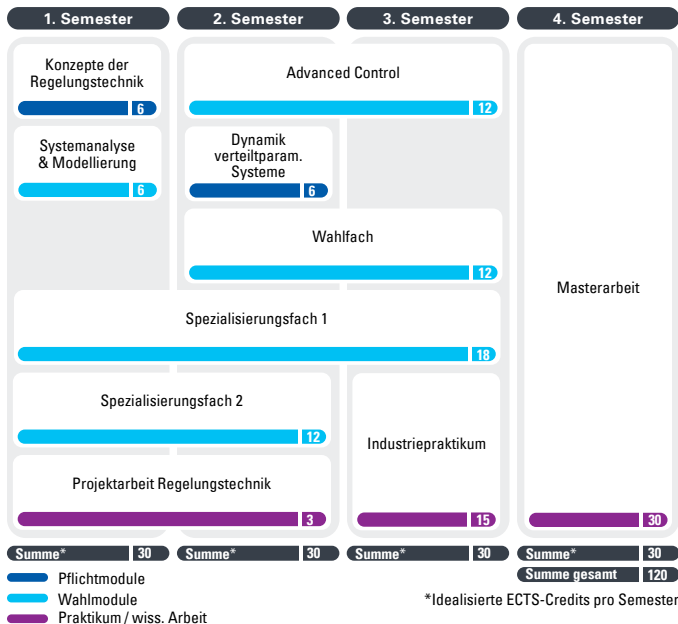 1. Semester
2. Semester
3. Semester
4. Semester
Konzepte der
Regelungstechnik
6
Advanced Control
12
Systemanalyse
& Modellierung
6
Dynamik
verteiltparam.
Systeme
6
Wahlfach
12
Masterarbeit
Spezialisierungsfach 1
18
Spezialisierungsfach 2
12
Industriepraktikum
Projektarbeit Regelungstechnik
3
15
30
Summe* 30
Summe* 30
Summe* 30
Summe* 30
Summe gesamt 120
Pflichtmodule
Wahlmodule
Praktikum / wiss. Arbeit
*Idealisierte ECTS-Credits pro Semester